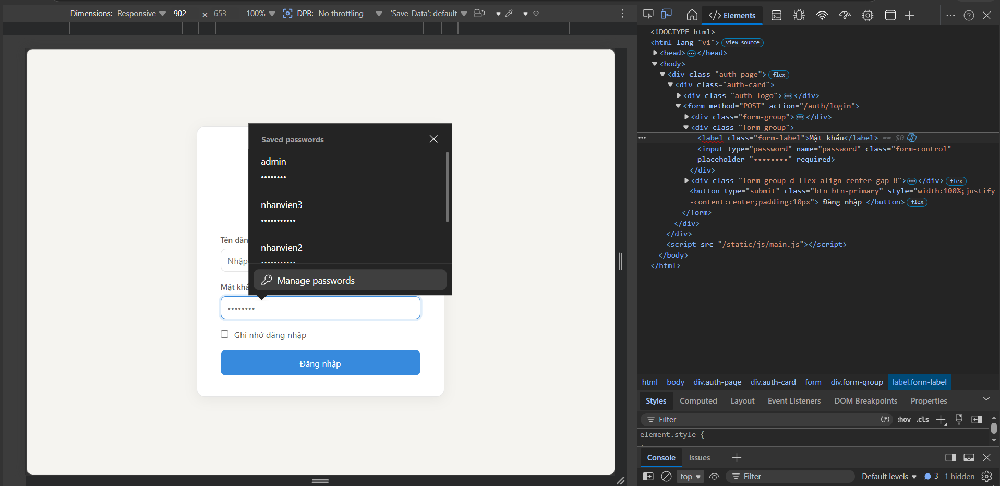 Dimensions: Responsive 902 × 653 100% DPR: No throttling 'Save-Data': default
Saved passwords
admin
••••••••
nhanvien3
•••••••••••
nhanvien2
•••••••••••
Manage passwords
Tên đăn
Nhập
Mật khẩ
••••••••
Ghi nhớ đăng nhập
Đăng nhập
Elements
<!DOCTYPE html>
<html lang="vi"> view-source
<head> ••• </head>
<body>
<div class="auth-page"> flex
<div class="auth-card">
<div class="auth-logo"> ••• </div>
<form method="POST" action="/auth/login">
<div class="form-group"> ••• </div>
<div class="form-group">
••• <label class="form-label">Mật khẩu</label> == $0
<input type="password" name="password" class="form-control"
placeholder="••••••••" required>
</div>
<div class="form-group d-flex align-center gap-8"> ••• </div> flex
<button type="submit" class="btn btn-primary" style="width:100%;justify
-content:center;padding:10px"> Đăng nhập </button> flex
</form>
</div>
</div>
<script src="/static/js/main.js"></script>
</body>
</html>
html body div.auth-page div.auth-card form div.form-group label.form-label
Styles Computed Layout Event Listeners DOM Breakpoints Properties
Filter (.*) :hov .cls
element.style {
Console Issues
top Filter Default levels 3 1 hidden